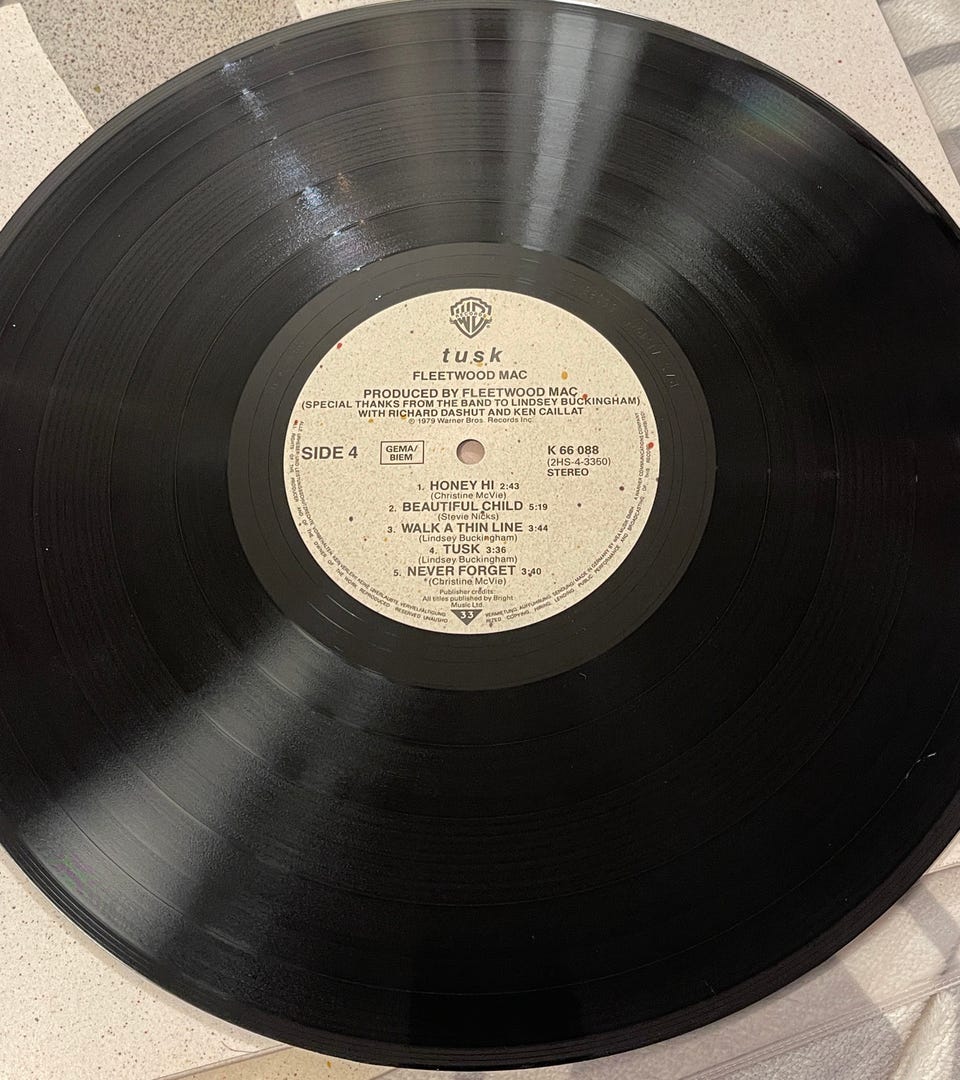 RECORDS
tusk
FLEETWOOD MAC
PRODUCED BY FLEETWOOD MAC
(SPECIAL THANKS FROM THE BAND TO LINDSEY BUCKINGHAM)
WITH RICHARD DASHUT AND KEN CAILLAT
℗ 1979 Warner Bros. Records Inc.
SIDE 4
GEMA/
BIEM
K 66 088
(2HS-4-3360)
STEREO
1. HONEY HI 2:43
(Christine McVie)
2. BEAUTIFUL CHILD 5:19
(Stevie Nicks)
3. WALK A THIN LINE 3:44
(Lindsey Buckingham)
4. TUSK 3:36
(Lindsey Buckingham)
5. NEVER FORGET 3:40
(Christine McVie)
Publisher credits:
All titles published by Bright
Music Ltd.
33